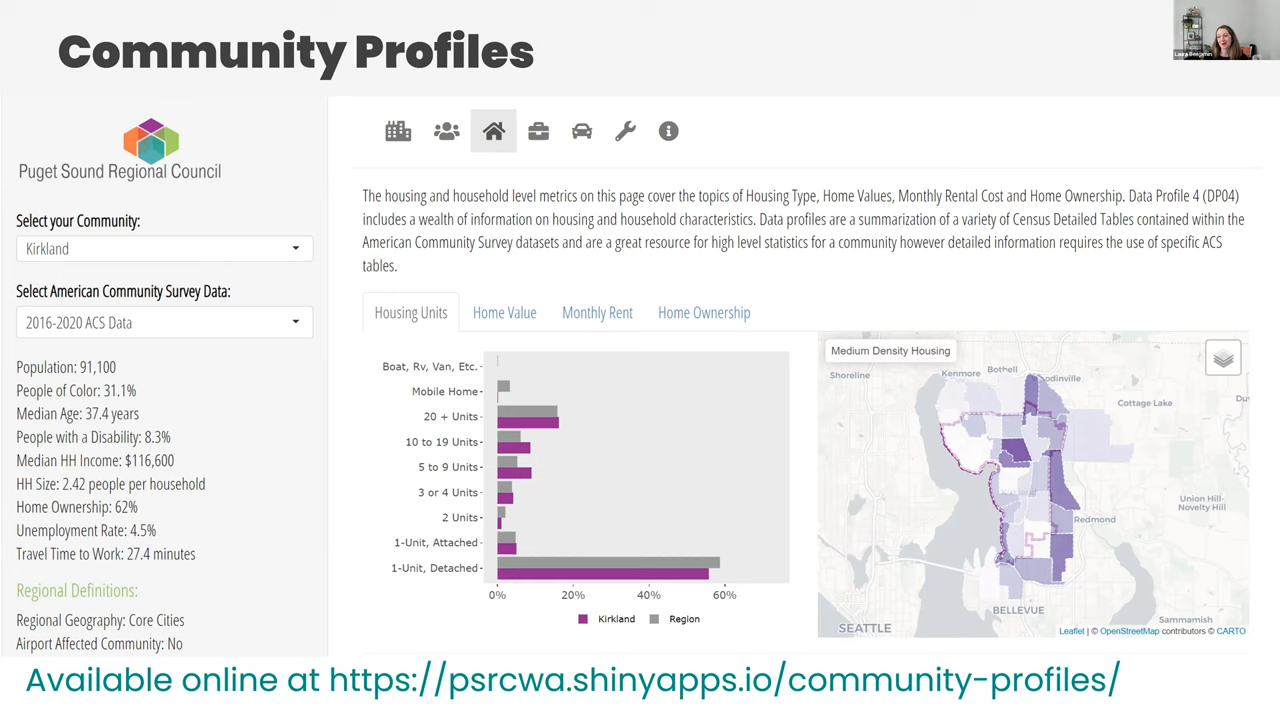 Community Profiles
Laura Benjamin
Puget Sound Regional Council
Select your Community:
Kirkland
Select American Community Survey Data:
2016-2020 ACS Data
Population: 91,100
People of Color: 31.1%
Median Age: 37.4 years
People with a Disability: 8.3%
Median HH Income: $116,600
HH Size: 2.42 people per household
Home Ownership: 62%
Unemployment Rate: 4.5%
Travel Time to Work: 27.4 minutes
Regional Definitions:
Regional Geography: Core Cities
Airport Affected Community: No
The housing and household level metrics on this page cover the topics of Housing Type, Home Values, Monthly Rental Cost and Home Ownership. Data Profile 4 (DP04)
includes a wealth of information on housing and household characteristics. Data profiles are a summarization of a variety of Census Detailed Tables contained within the
American Community Survey datasets and are a great resource for high level statistics for a community however detailed information requires the use of specific ACS
tables.
Housing Units Home Value Monthly Rent Home Ownership
Boat, Rv, Van, Etc.
Mobile Home
20 + Units
10 to 19 Units
5 to 9 Units
3 or 4 Units
2 Units
1-Unit, Attached
1-Unit, Detached
0% 20% 40% 60%
Kirkland Region
Medium Density Housing
Shoreline
Kenmore
Bothell
odinville
Cottage Lake
Du
Union Hill-
Novelty Hill
Redmond
BELLEVUE
Sammamish
SEATTLE
Leaflet | © OpenStreetMap contributors © CARTO
Available online at https://psrcwa.shinyapps.io/community-profiles/